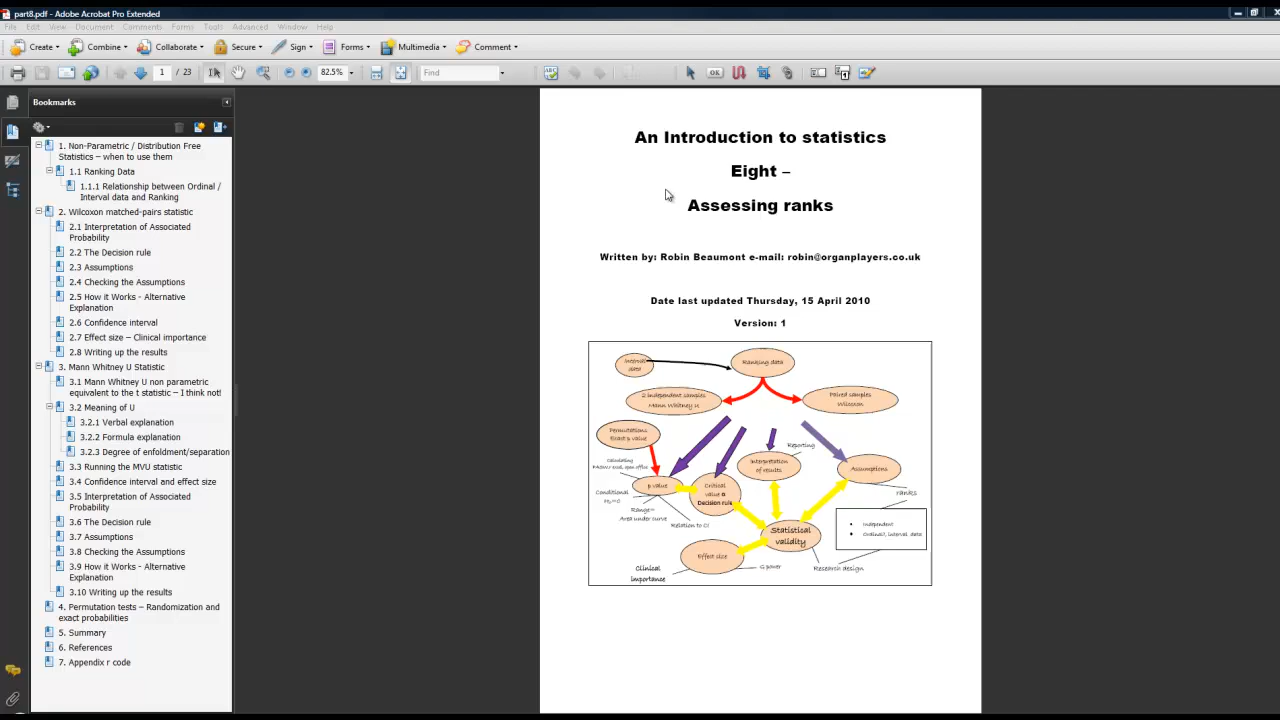 part8.pdf - Adobe Acrobat Pro Extended
File Edit View Document Comments Forms Tools Advanced Window Help
Create Combine Collaborate Secure Sign Forms Multimedia Comment
1 / 23 82.5% Find
Bookmarks
1. Non-Parametric / Distribution Free
Statistics – when to use them
1.1 Ranking Data
1.1.1 Relationship between Ordinal /
Interval data and Ranking
2. Wilcoxon matched-pairs statistic
2.1 Interpretation of Associated
Probability
2.2 The Decision rule
2.3 Assumptions
2.4 Checking the Assumptions
2.5 How it Works - Alternative
Explanation
2.6 Confidence interval
2.7 Effect size – Clinical importance
2.8 Writing up the results
3. Mann Whitney U Statistic
3.1 Mann Whitney U non parametric
equivalent to the t statistic – I think not!
3.2 Meaning of U
3.2.1 Verbal explanation
3.2.2 Formula explanation
3.2.3 Degree of enfoldment/separation
3.3 Running the MVU statistic
3.4 Confidence interval and effect size
3.5 Interpretation of Associated
Probability
3.6 The Decision rule
3.7 Assumptions
3.8 Checking the Assumptions
3.9 How it Works - Alternative
Explanation
3.10 Writing up the results
4. Permutation tests – Randomization and
exact probabilities
5. Summary
6. References
7. Appendix r code
An Introduction to statistics
Eight –
Assessing ranks
Written by: Robin Beaumont e-mail: robin@organplayers.co.uk
Date last updated Thursday, 15 April 2010
Version: 1
Interval
data
Ranking data
2 independent samples
Mann Whitney U
Paired samples
Wilcoxon
Permutations
Exact p value
Reporting
Calculating
Interpretation
of results
Assumptions
p value
Critical
value α
Decision rule
ranks
Conditional
Range=
Area under curve
Relation to CI
Independent
Ordinal?, interval data
Statistical
validity
Effect size
Clinical
importance
G power
Research design